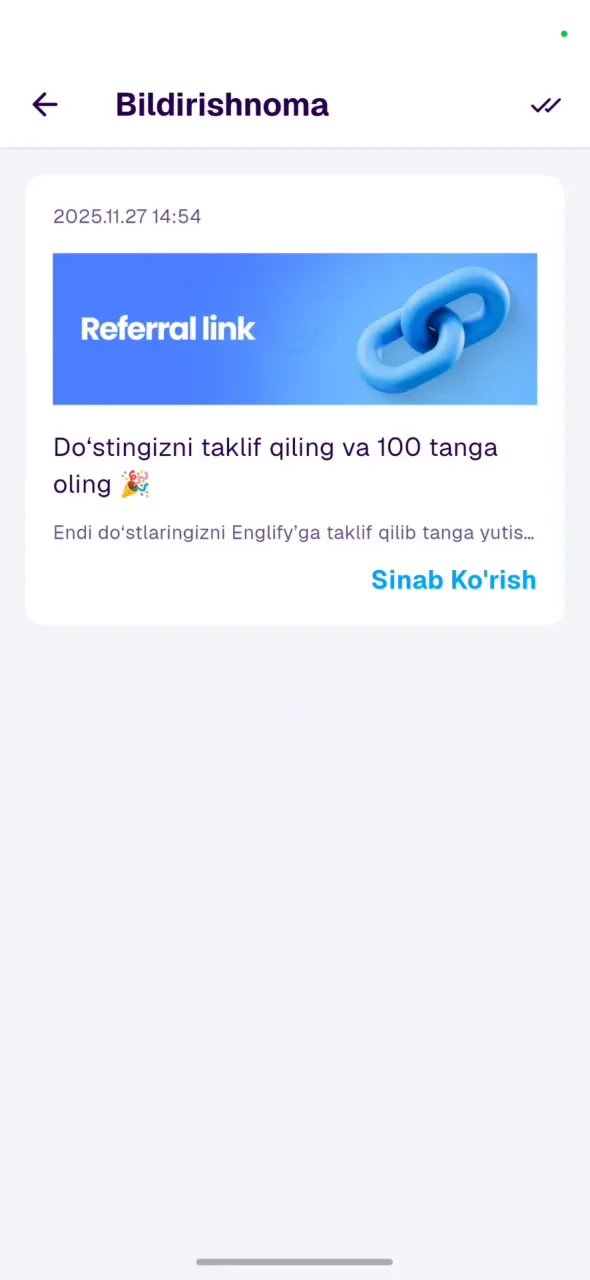 Bildirishnoma
2025.11.27 14:54
Referral link
Do‘stingizni taklif qiling va 100 tanga
oling 🎉
Endi do‘stlaringizni Englify’ga taklif qilib tanga yutis...
Sinab Ko'rish